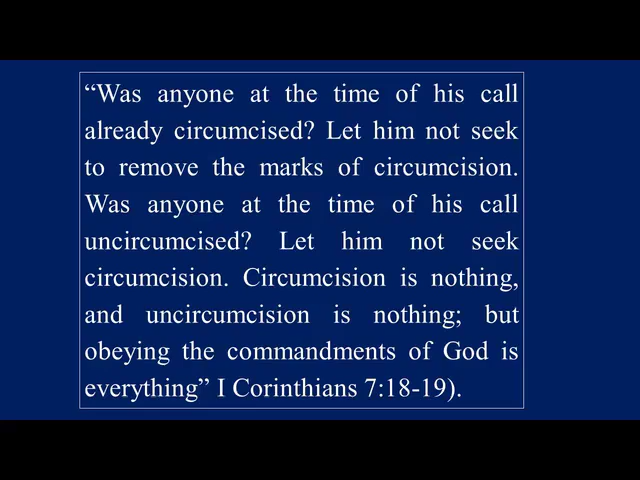 “Was anyone at the time of his call
already circumcised? Let him not seek
to remove the marks of circumcision.
Was anyone at the time of his call
uncircumcised? Let him not seek
circumcision. Circumcision is nothing,
and uncircumcision is nothing; but
obeying the commandments of God is
everything” I Corinthians 7:18-19).